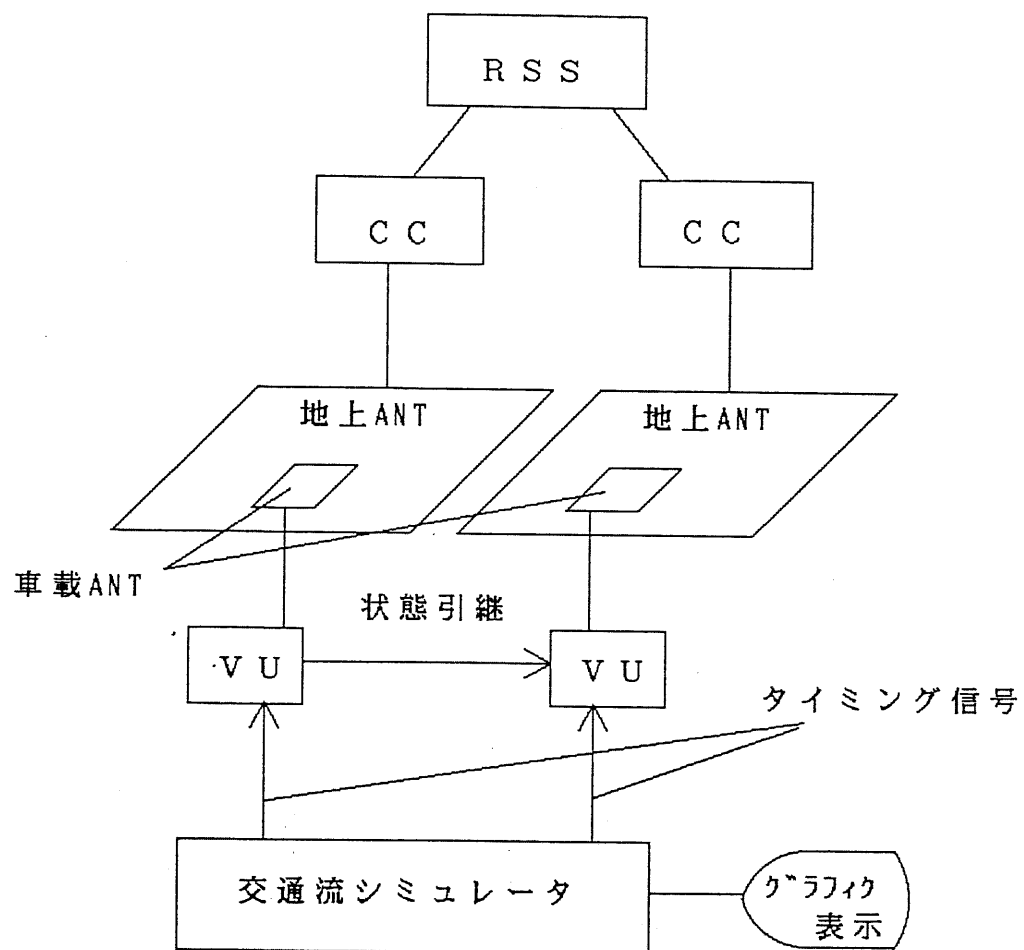 RSS
CC
CC
地上ANT
地上ANT
車載ANT
状態引継
VU
VU
タイミング信号
交通流シミュレータ
グラフィク
表示